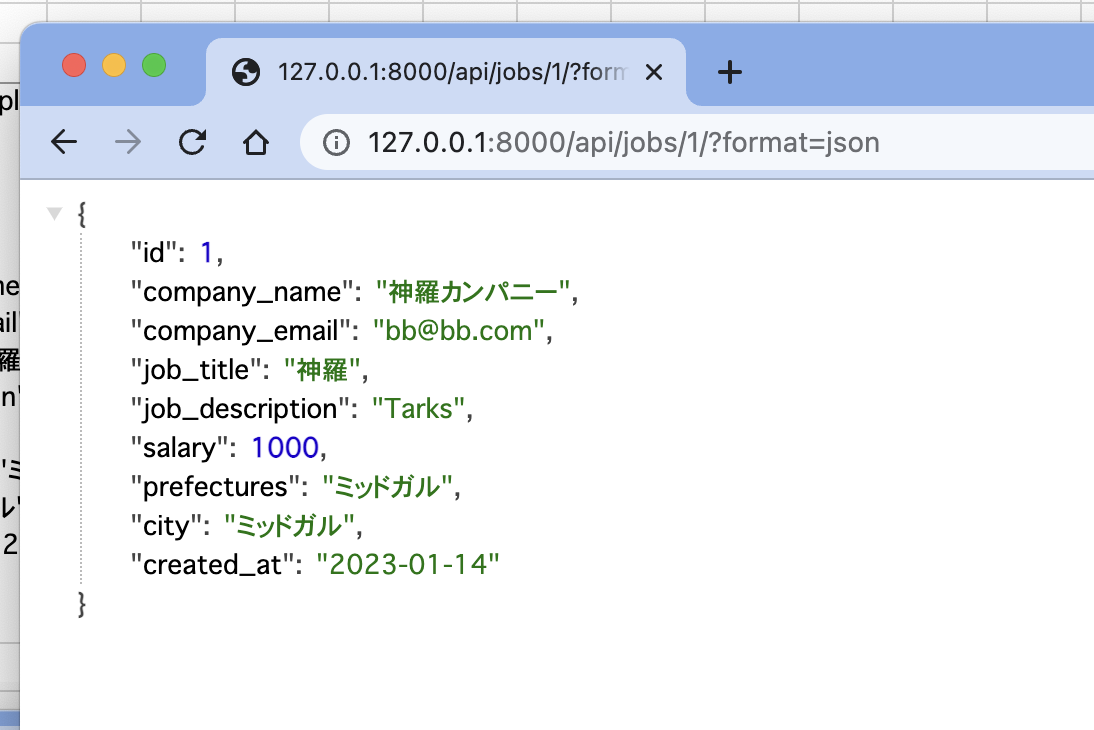 127.0.0.1:8000/api/jobs/1/?form
127.0.0.1:8000/api/jobs/1/?format=json
{
"id": 1,
"company_name": "神羅カンパニー",
"company_email": "bb@bb.com",
"job_title": "神羅",
"job_description": "Tarks",
"salary": 1000,
"prefectures": "ミッドガル",
"city": "ミッドガル",
"created_at": "2023-01-14"
}